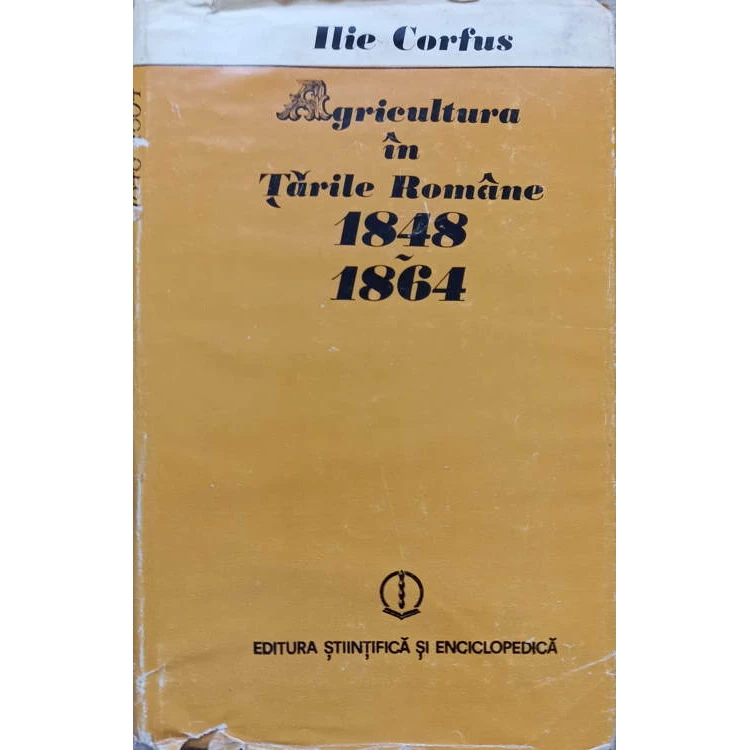 Ilie Corfus
Agricultura
în
Țările Române
1848
~
1864
EDITURA ȘTIINȚIFICĂ ȘI ENCICLOPEDICĂ